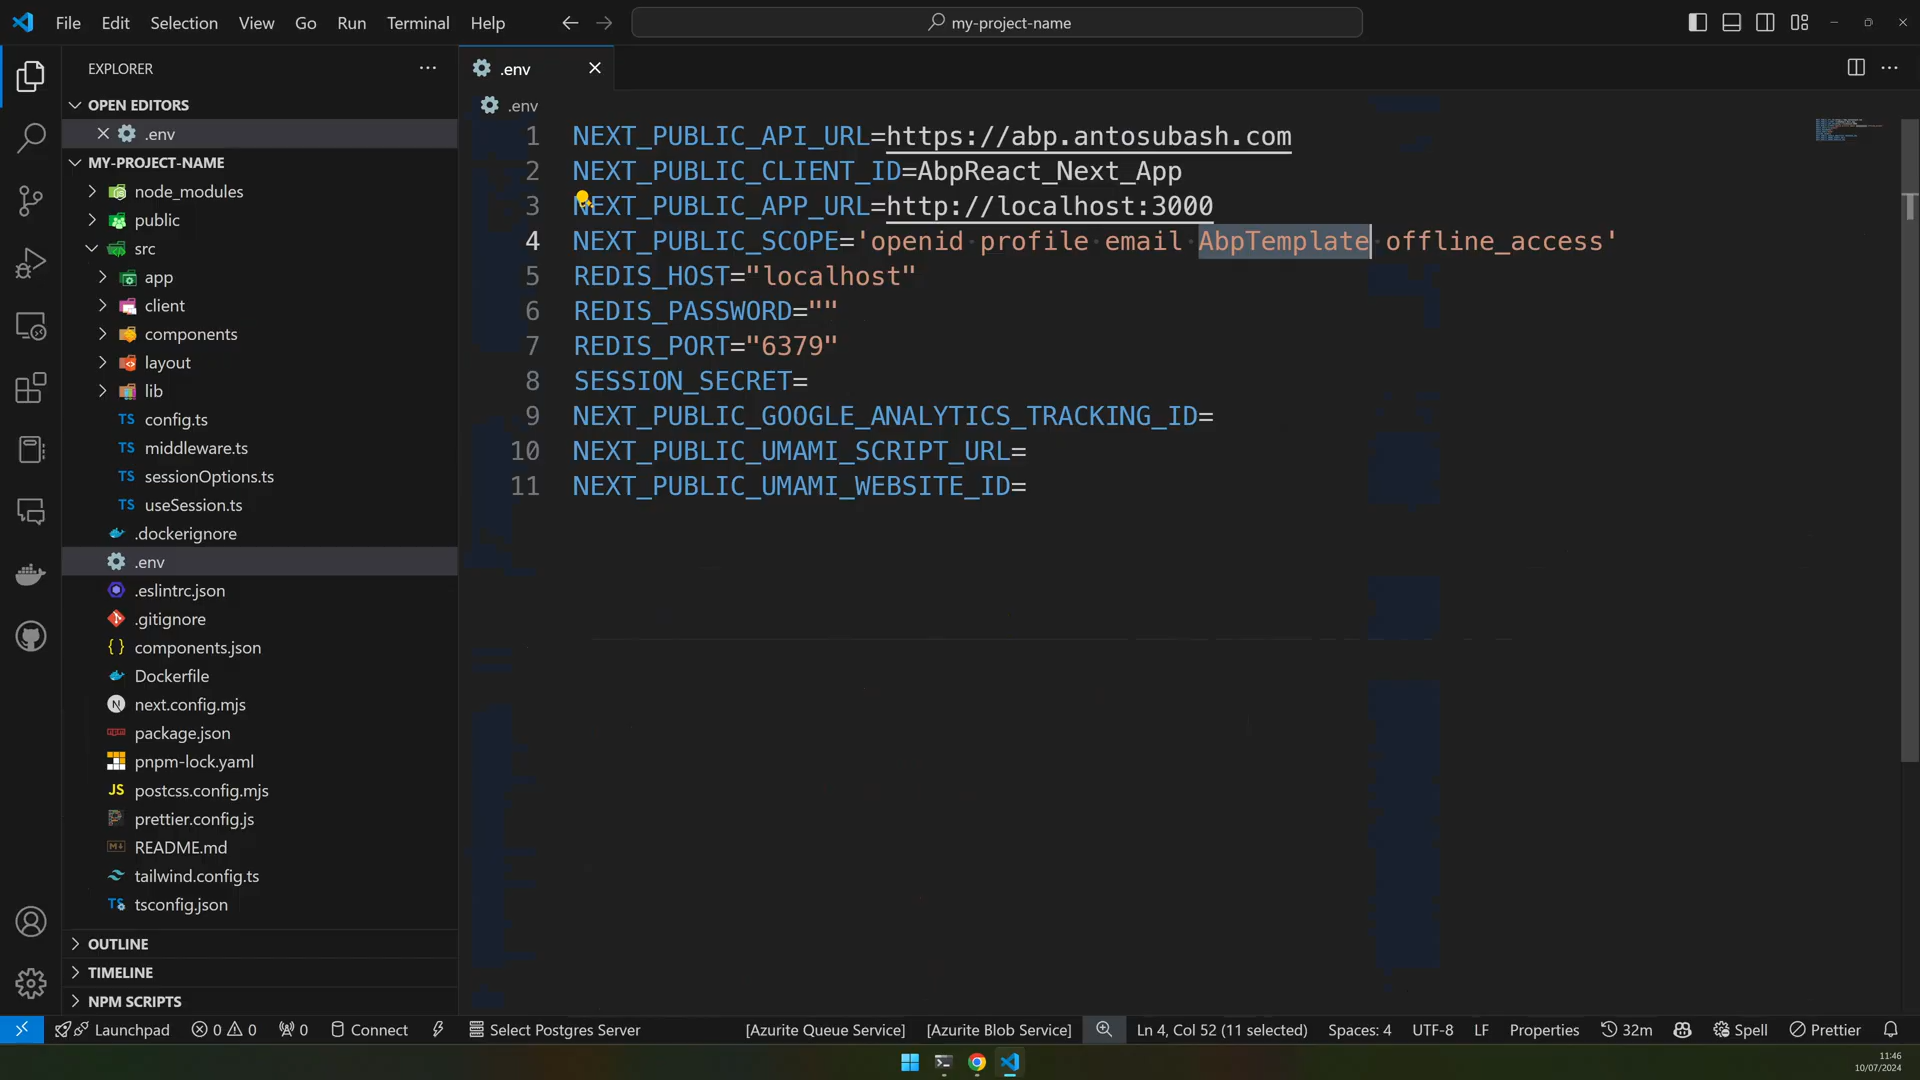 File Edit Selection View Go Run Terminal Help
my-project-name
EXPLORER
.env
OPEN EDITORS
.env
MY-PROJECT-NAME
node_modules
public
src
app
client
components
layout
lib
TS config.ts
TS middleware.ts
TS sessionOptions.ts
TS useSession.ts
.dockerignore
.env
.eslintrc.json
.gitignore
{ } components.json
Dockerfile
N next.config.mjs
package.json
pnpm-lock.yaml
JS postcss.config.mjs
prettier.config.js
README.md
tailwind.config.ts
TS tsconfig.json
OUTLINE
TIMELINE
NPM SCRIPTS
.env
1 NEXT_PUBLIC_API_URL=https://abp.antosubash.com
2 NEXT_PUBLIC_CLIENT_ID=AbpReact_Next_App
3 NEXT_PUBLIC_APP_URL=http://localhost:3000
4 NEXT_PUBLIC_SCOPE='openid profile email AbpTemplate offline_access'
5 REDIS_HOST="localhost"
6 REDIS_PASSWORD=""
7 REDIS_PORT="6379"
8 SESSION_SECRET=
9 NEXT_PUBLIC_GOOGLE_ANALYTICS_TRACKING_ID=
10 NEXT_PUBLIC_UMAMI_SCRIPT_URL=
11 NEXT_PUBLIC_UMAMI_WEBSITE_ID=
Launchpad 0 0 0 Connect Select Postgres Server [Azurite Queue Service] [Azurite Blob Service] Ln 4, Col 52 (11 selected) Spaces: 4 UTF-8 LF Properties 32m Spell Prettier
11:46
10/07/2024